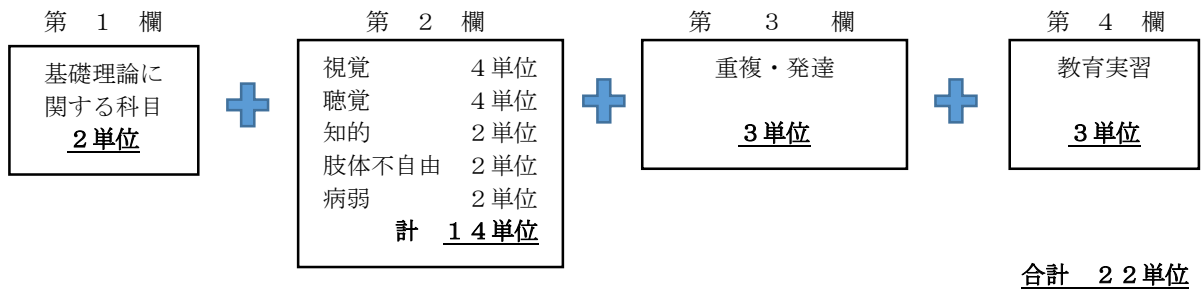 第 1 欄
第 2 欄
第 3 欄
第 4 欄
基礎理論に
関する科目
2単位
視覚 4単位
聴覚 4単位
知的 2単位
肢体不自由 2単位
病弱 2単位
計 14単位
重複・発達
3単位
教育実習
3単位
合計 22単位